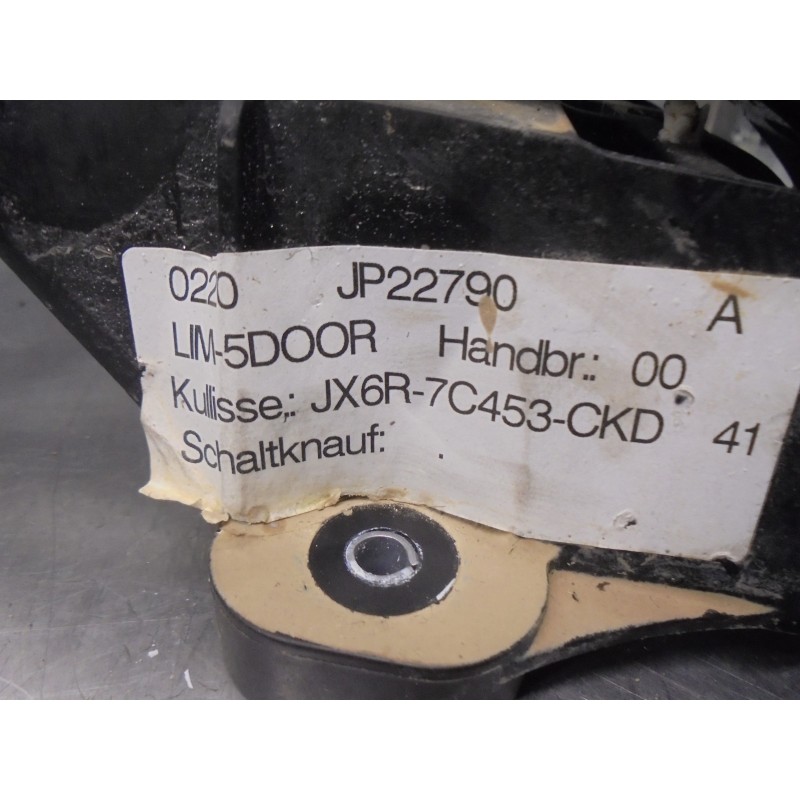 0220 JP22790 A
LIM-5DOOR Handbr.: 00
Kullisse,: JX6R-7C453-CKD 41
Schaltknauf: .